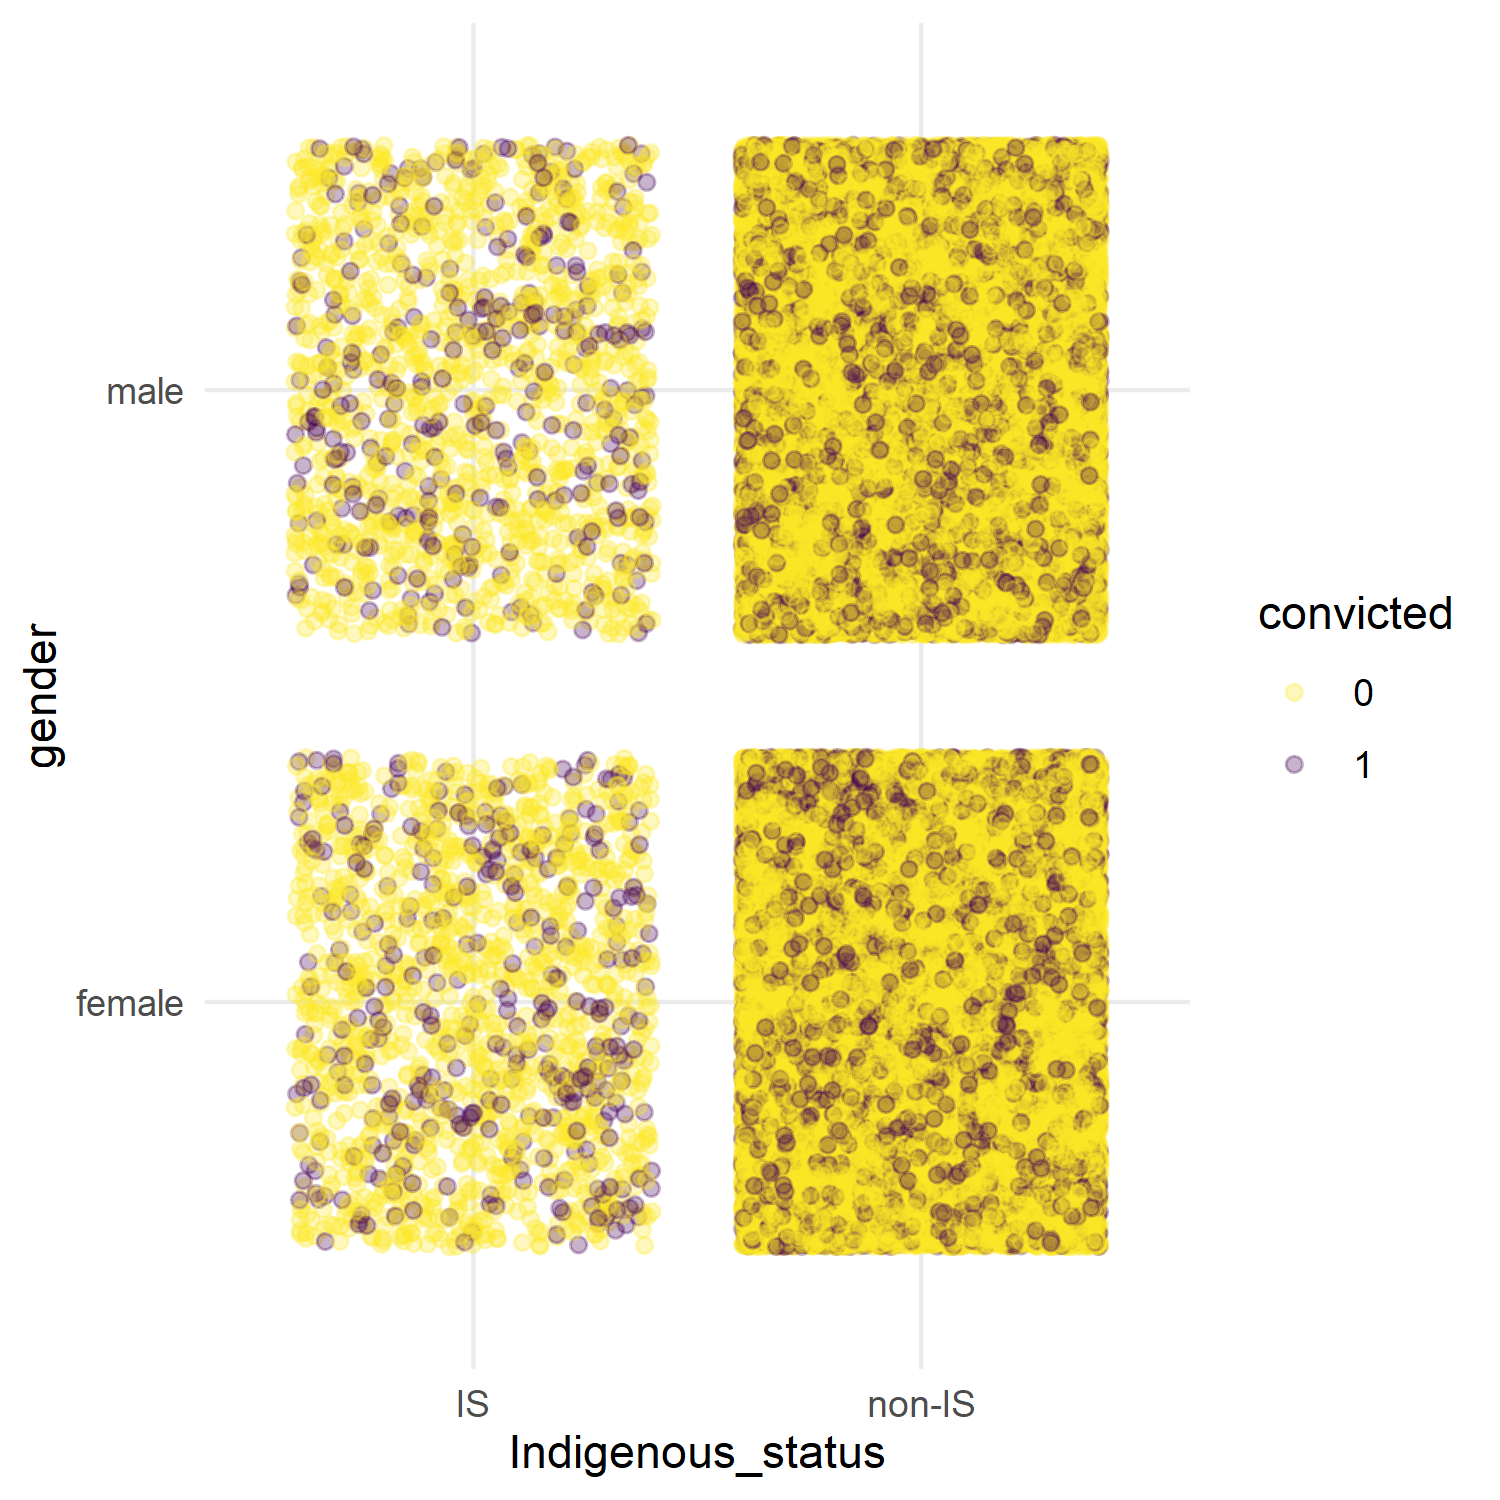 gender
male
female
IS
non-IS
Indigenous_status
convicted
0
1